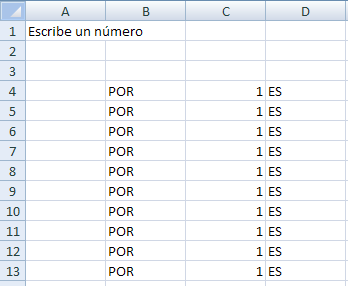 A B C D
1 Escribe un número
2
3
4 POR 1 ES
5 POR 1 ES
6 POR 1 ES
7 POR 1 ES
8 POR 1 ES
9 POR 1 ES
10 POR 1 ES
11 POR 1 ES
12 POR 1 ES
13 POR 1 ES